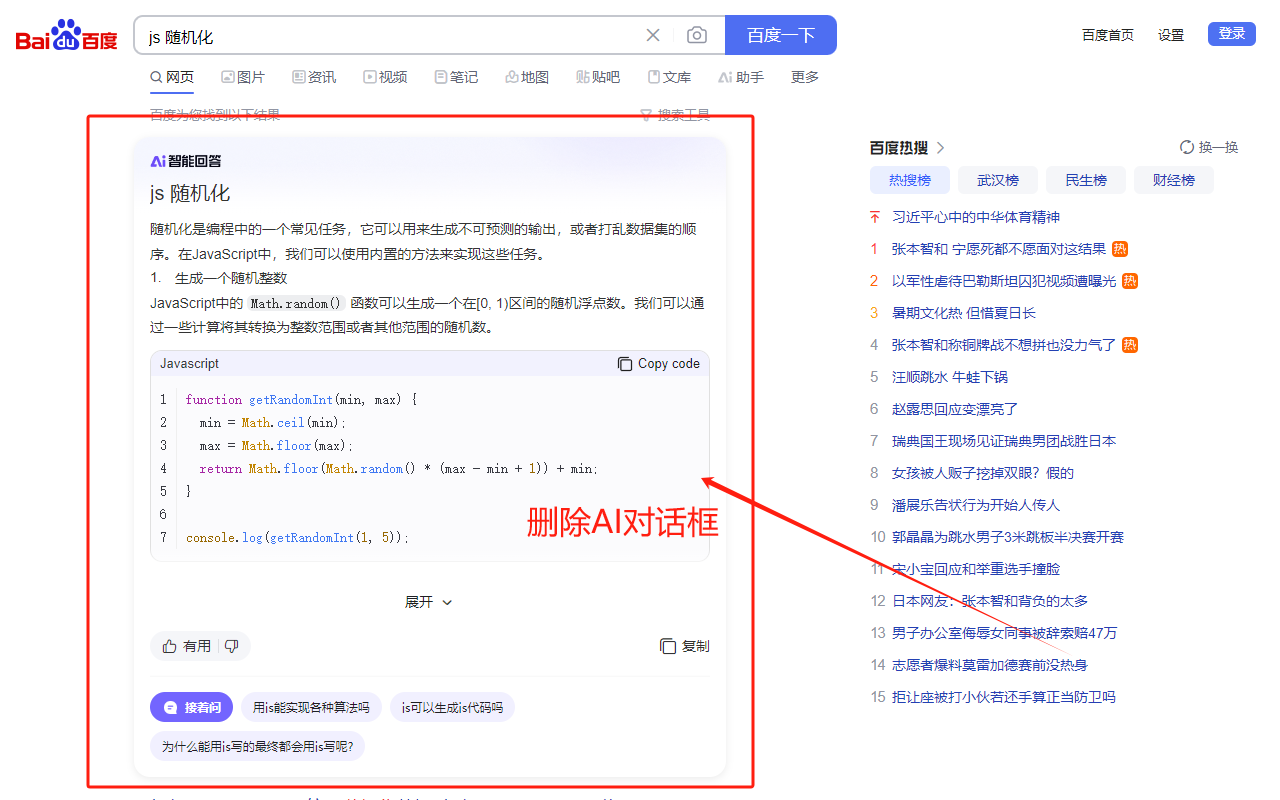 Bai du 百度
js 随机化
百度一下
百度首页 设置 登录
网页 图片 资讯 视频 笔记 地图 贴吧 文库 助手 更多
百度为您找到以下结果 搜索工具
Ai智能回答
js 随机化
随机化是编程中的一个常见任务，它可以用来生成不可预测的输出，或者打乱数据集的顺
序。在JavaScript中，我们可以使用内置的方法来实现这些任务。
1. 生成一个随机整数
JavaScript中的 Math.random() 函数可以生成一个在[0, 1)区间的随机浮点数。我们可以通
过一些计算将其转换为整数范围或者其他范围的随机数。
Javascript Copy code
1 function getRandomInt(min, max) {
2 min = Math.ceil(min);
3 max = Math.floor(max);
4 return Math.floor(Math.random() * (max - min + 1)) + min;
5 }
6
7 console.log(getRandomInt(1, 5));
删除AI对话框
展开
有用 复制
接着问 用js能实现各种算法吗 js可以生成js代码吗
为什么能用js写的最终都会用js写呢?
百度热搜 换一换
热搜榜 武汉榜 民生榜 财经榜
习近平心中的中华体育精神
1 张本智和 宁愿死都不愿面对这结果 热
2 以军性虐待巴勒斯坦囚犯视频遭曝光 热
3 暑期文化热 但惜夏日长
4 张本智和称铜牌战不想拼也没力气了 热
5 汪顺跳水 牛蛙下锅
6 赵露思回应变漂亮了
7 瑞典国王现场见证瑞典男团战胜日本
8 女孩被人贩子挖掉双眼？假的
9 潘展乐告状行为开始人传人
10 郭晶晶为跳水男子3米跳板半决赛开赛
11 宋小宝回应和举重选手撞脸
12 日本网友：张本智和背负的太多
13 男子办公室侮辱女同事被辞索赔47万
14 志愿者爆料莫雷加德赛前没热身
15 拒让座被打小伙若还手算正当防卫吗